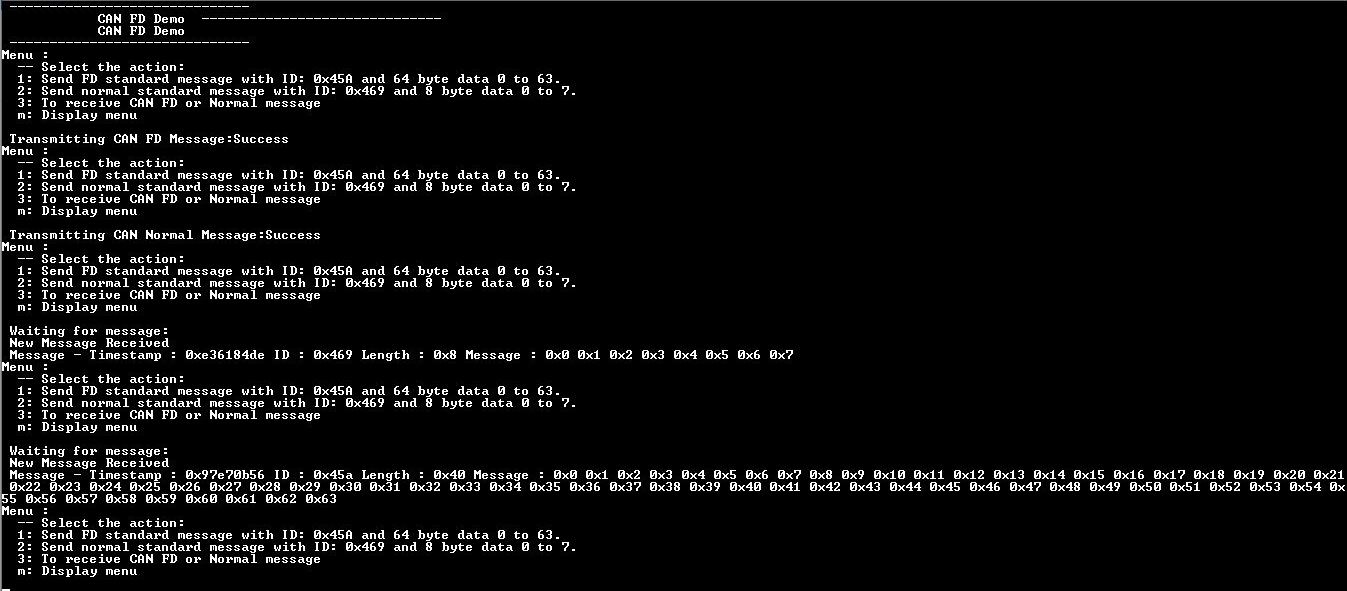 ------------------------------
CAN FD Demo ------------------------------
CAN FD Demo
------------------------------
Menu :
-- Select the action:
1: Send FD standard message with ID: 0x45A and 64 byte data 0 to 63.
2: Send normal standard message with ID: 0x469 and 8 byte data 0 to 7.
3: To receive CAN FD or Normal message
m: Display menu
Transmitting CAN FD Message:Success
Menu :
-- Select the action:
1: Send FD standard message with ID: 0x45A and 64 byte data 0 to 63.
2: Send normal standard message with ID: 0x469 and 8 byte data 0 to 7.
3: To receive CAN FD or Normal message
m: Display menu
Transmitting CAN Normal Message:Success
Menu :
-- Select the action:
1: Send FD standard message with ID: 0x45A and 64 byte data 0 to 63.
2: Send normal standard message with ID: 0x469 and 8 byte data 0 to 7.
3: To receive CAN FD or Normal message
m: Display menu
Waiting for message:
New Message Received
Message - Timestamp : 0xe36184de ID : 0x469 Length : 0x8 Message : 0x0 0x1 0x2 0x3 0x4 0x5 0x6 0x7
Menu :
-- Select the action:
1: Send FD standard message with ID: 0x45A and 64 byte data 0 to 63.
2: Send normal standard message with ID: 0x469 and 8 byte data 0 to 7.
3: To receive CAN FD or Normal message
m: Display menu
Waiting for message:
New Message Received
Message - Timestamp : 0x97e70b56 ID : 0x45a Length : 0x40 Message : 0x0 0x1 0x2 0x3 0x4 0x5 0x6 0x7 0x8 0x9 0x10 0x11 0x12 0x13 0x14 0x15 0x16 0x17 0x18 0x19 0x20 0x21
0x22 0x23 0x24 0x25 0x26 0x27 0x28 0x29 0x30 0x31 0x32 0x33 0x34 0x35 0x36 0x37 0x38 0x39 0x40 0x41 0x42 0x43 0x44 0x45 0x46 0x47 0x48 0x49 0x50 0x51 0x52 0x53 0x54 0x
55 0x56 0x57 0x58 0x59 0x60 0x61 0x62 0x63
Menu :
-- Select the action:
1: Send FD standard message with ID: 0x45A and 64 byte data 0 to 63.
2: Send normal standard message with ID: 0x469 and 8 byte data 0 to 7.
3: To receive CAN FD or Normal message
m: Display menu